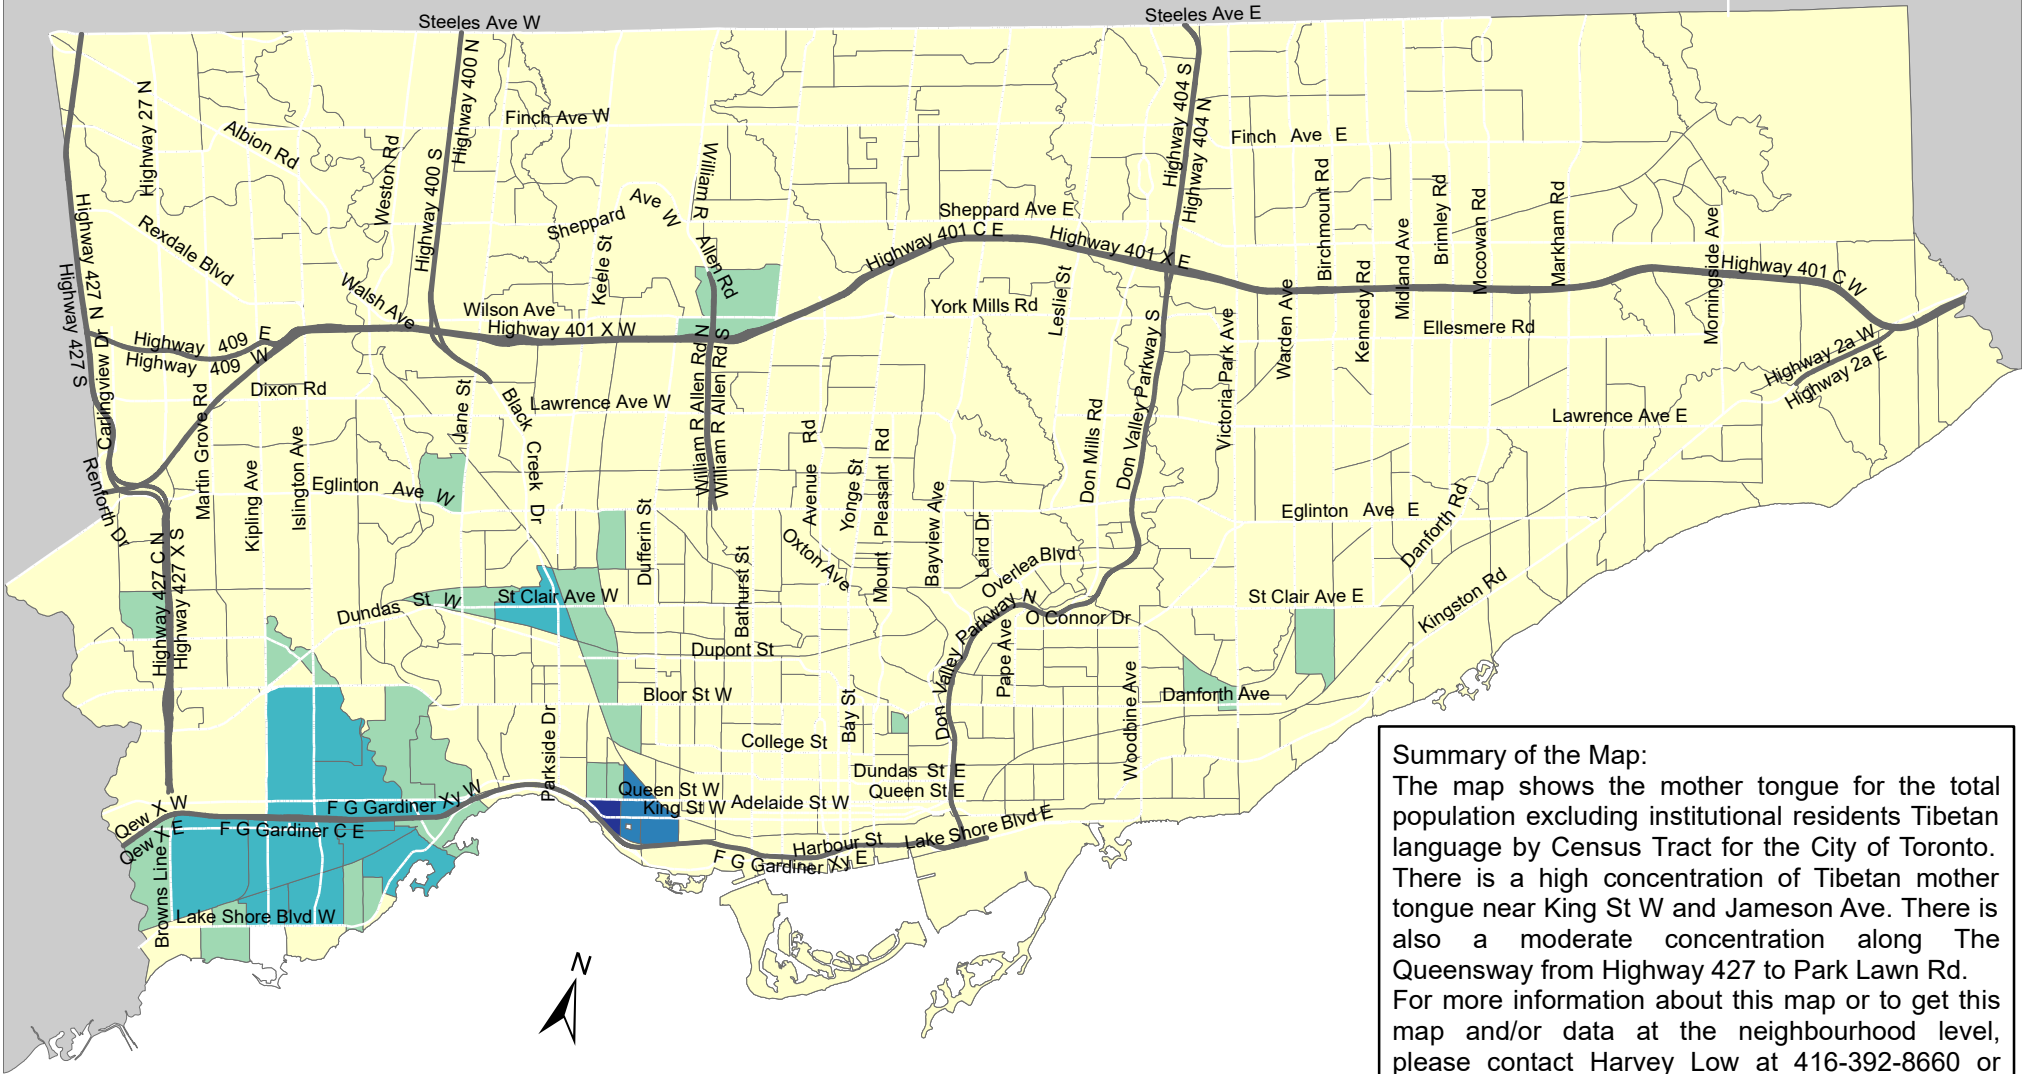 Steeles Ave W
Steeles Ave E
Highway 27 N
Albion Rd
Weston Rd
Highway 400 N
Highway 400 S
Finch Ave W
William R Allen Rd
Sheppard Ave W
Keele St
Highway 404 S
Highway 404 N
Finch Ave E
Sheppard Ave E
Birchmount Rd
Midland Ave
Brimley Rd
Mccowan Rd
Markham Rd
Morningside Ave
Highway 427 N
Highway 427 S
Rexdale Blvd
Walsh Ave
Wilson Ave
Highway 401 X W
Highway 401 C E
Highway 401 X E
Highway 401 C W
York Mills Rd
Leslie St
Kennedy Rd
Warden Ave
Victoria Park Ave
Ellesmere Rd
Highway 2a W
Highway 2a E
Highway 409 E
Highway 409 W
Carlingview Dr
Dixon Rd
Martin Grove Rd
Kipling Ave
Islington Ave
Jane St
Black Creek Dr
Lawrence Ave W
William R Allen Rd N
William R Allen Rd S
Avenue Rd
Yonge St
Mount Pleasant Rd
Bayview Ave
Laird Dr
Don Mills Rd
Don Valley Parkway S
Lawrence Ave E
Renforth Dr
Eglinton Ave W
Eglinton Ave E
Danforth Rd
Kingston Rd
Highway 427 C N
Highway 427 X S
Dufferin St
Bathurst St
Oxton Ave
Overlea Blvd
Don Valley Parkway N
O Connor Dr
Pape Ave
St Clair Ave E
Dundas St W
St Clair Ave W
Dupont St
Bloor St W
Danforth Ave
Woodbine Ave
Parkside Dr
Bay St
College St
Dundas St E
Queen St E
Queen St W
King St W
Adelaide St W
Qew X W
Qew X E
F G Gardiner Xy W
F G Gardiner C E
Browns Line
Lake Shore Blvd W
Harbour St
Lake Shore Blvd E
F G Gardiner Xy E
N
Summary of the Map:
The map shows the mother tongue for the total
population excluding institutional residents Tibetan
language by Census Tract for the City of Toronto.
There is a high concentration of Tibetan mother
tongue near King St W and Jameson Ave. There is
also a moderate concentration along The
Queensway from Highway 427 to Park Lawn Rd.
For more information about this map or to get this
map and/or data at the neighbourhood level,
please contact Harvey Low at 416-392-8660 or